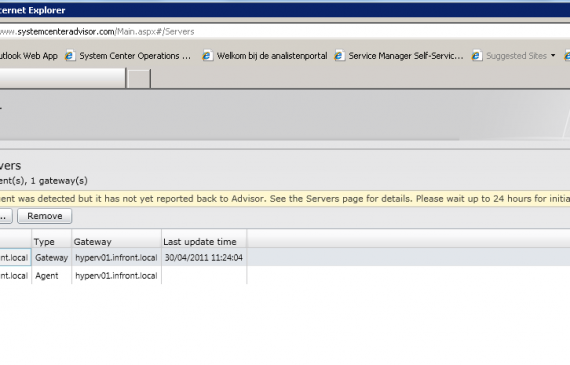 ternet Explorer
www.systemcenteradvisor.com/Main.aspx#/Servers
utlook Web App System Center Operations ... Welkom bij de analistenportal Service Manager Self-Servic... Suggested Sites
vers
ent(s), 1 gateway(s)
ient was detected but it has not yet reported back to Advisor. See the Servers page for details. Please wait up to 24 hours for initia
... Remove
Type Gateway Last update time
nt.local Gateway hyperv01.infront.local 30/04/2011 11:24:04
nt.local Agent hyperv01.infront.local